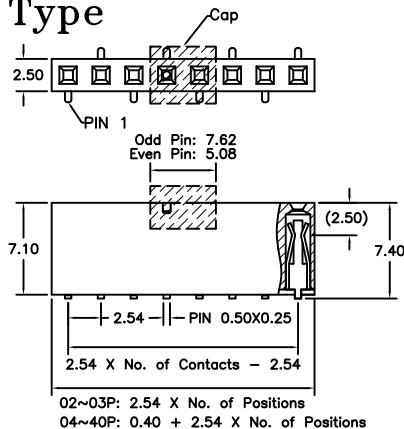 Type
Cap
2.50
PIN 1
Odd Pin: 7.62
Even Pin: 5.08
(2.50)
7.10
7.40
2.54
PIN 0.50X0.25
2.54 X No. of Contacts - 2.54
02~03P: 2.54 X No. of Positions
04~40P: 0.40 + 2.54 X No. of Positions